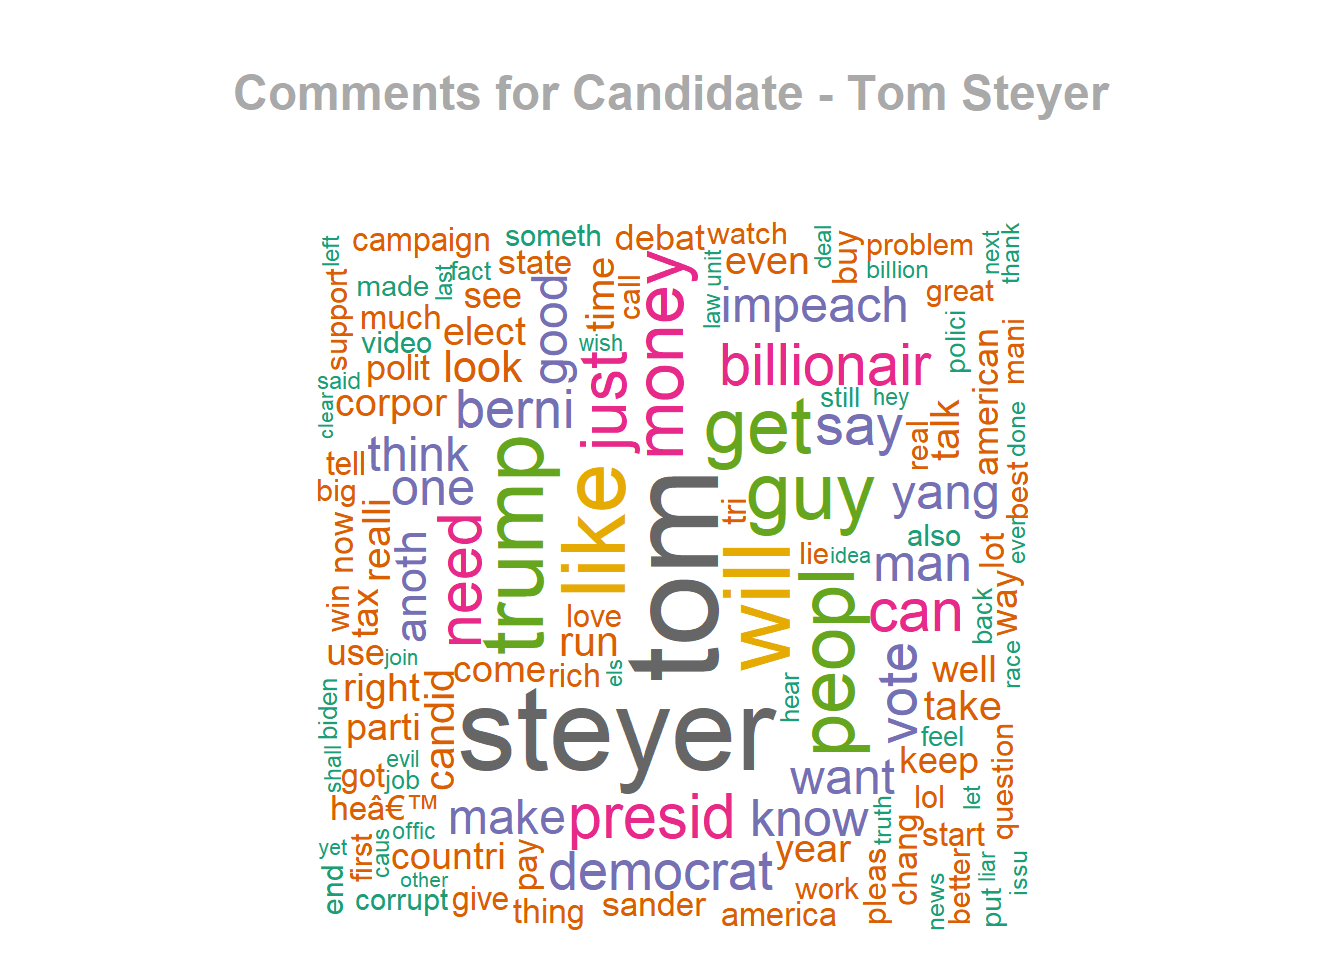 Comments for Candidate - Tom Steyer
left
campaign
someth
debat
watch
deal
buy
problem
next
thank
support
made
last
fact
state
time
call
money
law
unit
even
billion
great
much
see
good
impeach
video
elect
wish
polici
american
mani
said
polit
look
just
billionair
clear
corpor
berni
still
hey
get
say
real
talk
done
tell
think
trump
like
tom
guy
yang
best
big
one
tri
now
realli
need
anoth
will
lie
idea
also
lot
ever
man
win
tax
love
peopl
can
back
way
use
join
run
come
rich
els
hear
vote
well
race
biden
right
candid
steyer
take
parti
feel
shall
got
evil
job
want
keep
question
heâ€™
make
presid
know
truth
lol
let
offic
start
yet
first
caus
countri
pay
democrat
year
pleas
chang
better
liar
issu
end
other
corrupt
give
thing
sander
work
america
news
put